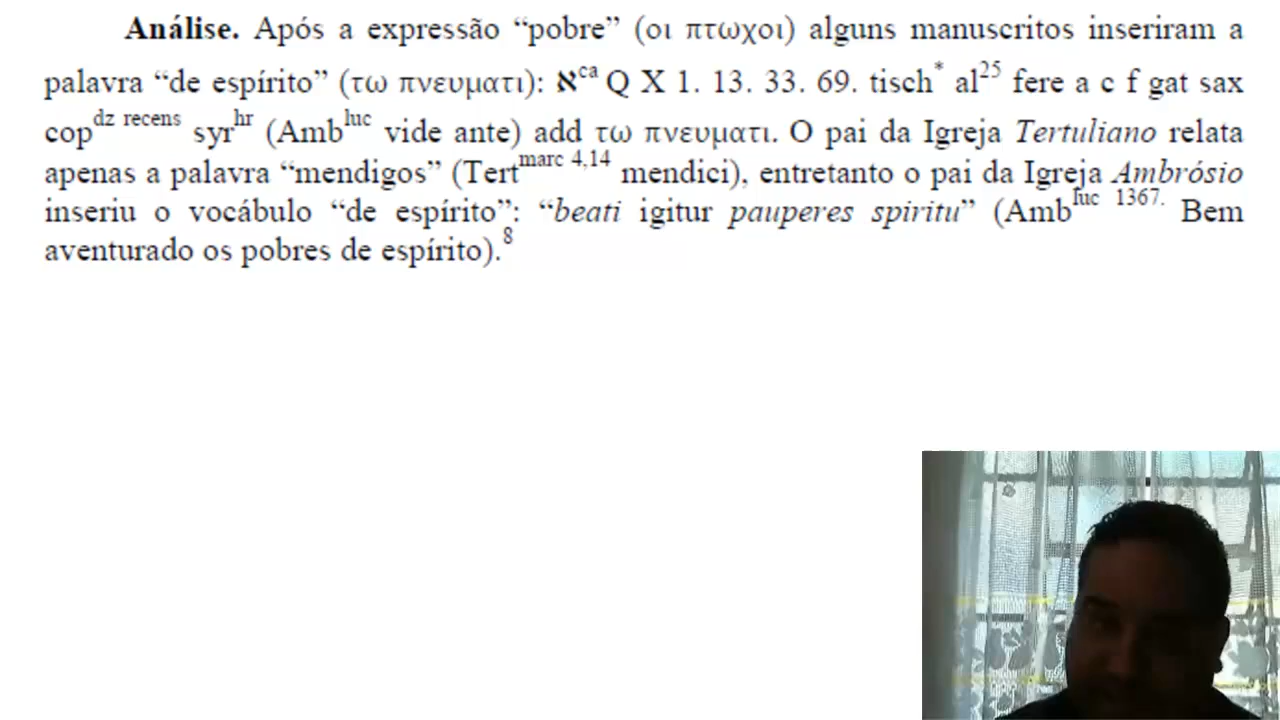 Análise. Após a expressão “pobre” (οι πτωχοι) alguns manuscritos inseriram a
palavra “de espírito” (τω πνευματι): ℵca Q X 1. 13. 33. 69. tisch* al25 fere a c f gat sax
copdz recens syrhr (Ambluc vide ante) add τω πνευματι. O pai da Igreja Tertuliano relata
apenas a palavra “mendigos” (Tertmarc 4,14 mendici), entretanto o pai da Igreja Ambrósio
inseriu o vocábulo “de espírito”: “beati igitur pauperes spiritu” (Ambluc 1367. Bem
aventurado os pobres de espírito).8